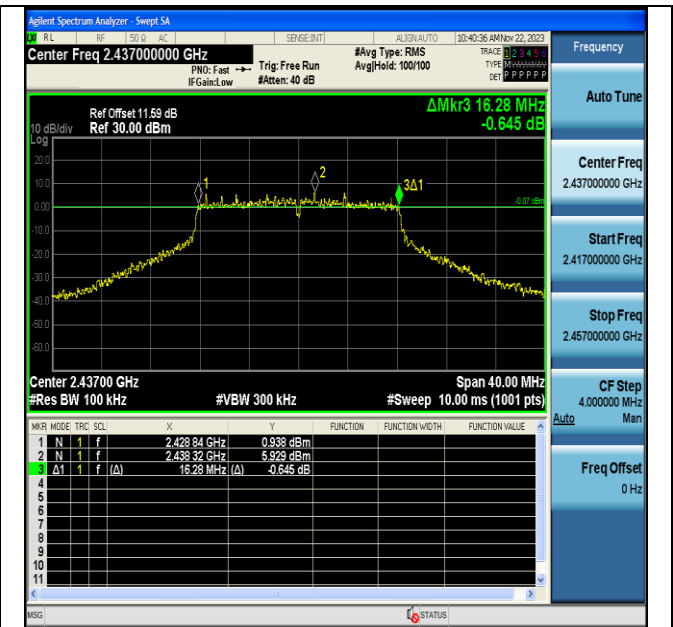 Agilent Spectrum Analyzer - Swept SA
RL RF 50 Ω AC SENSE:INT ALIGN AUTO 10:40:36 AM Nov 22, 2023
Center Freq 2.437000000 GHz
PNO: Fast
IFGain:Low
Trig: Free Run
#Atten: 40 dB
#Avg Type: RMS
Avg|Hold: 100/100
TRACE 1 2 3 4 5 6
TYPE M
DET P P P P P P
Ref Offset 11.59 dB
10 dB/div Ref 30.00 dBm
Log
ΔMkr3 16.28 MHz
-0.645 dB
20.0
10.0
0.00
-10.0
-20.0
-30.0
-40.0
-50.0
-60.0
1
2
3Δ1
-0.07 dBm
Center 2.43700 GHz Span 40.00 MHz
#Res BW 100 kHz #VBW 300 kHz #Sweep 10.00 ms (1001 pts)
MKR MODE TRC SCL X Y FUNCTION FUNCTION WIDTH FUNCTION VALUE
1 N 1 f 2.428 84 GHz 0.938 dBm
2 N 1 f 2.438 32 GHz 5.929 dBm
3 Δ1 1 f (Δ) 16.28 MHz (Δ) -0.645 dB
4
5
6
7
8
9
10
11
MSG STATUS
Frequency
Auto Tune
Center Freq
2.437000000 GHz
Start Freq
2.417000000 GHz
Stop Freq
2.457000000 GHz
CF Step
4.000000 MHz
Auto Man
Freq Offset
0 Hz